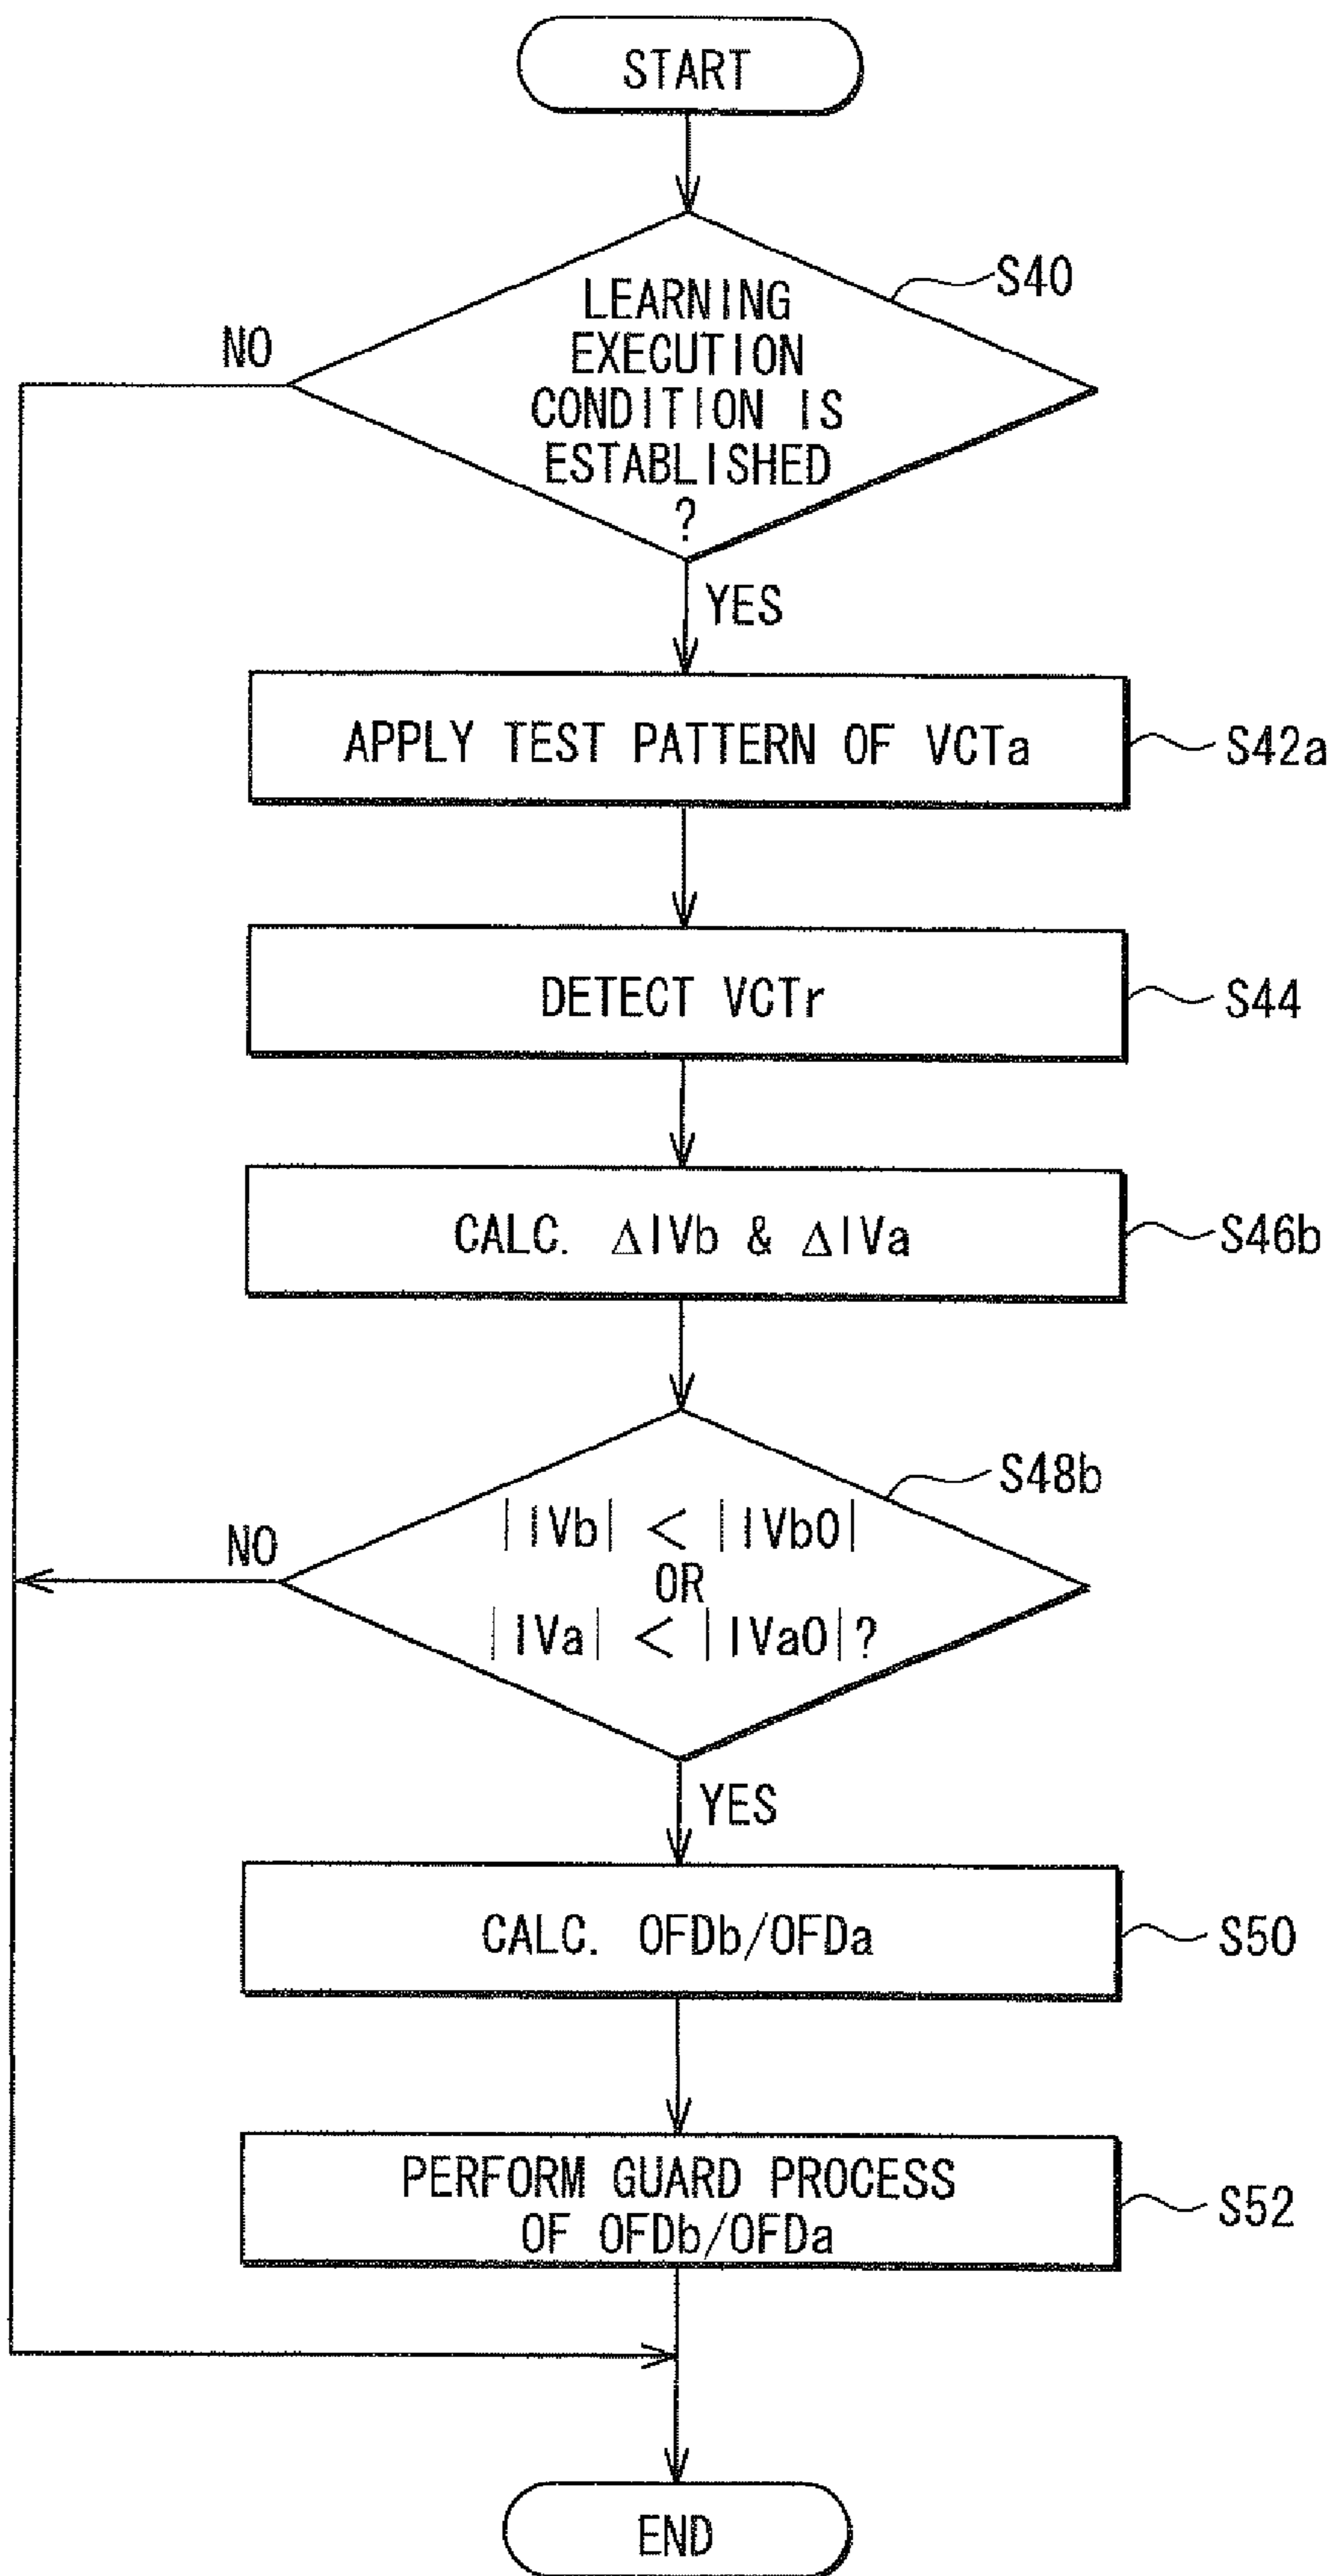 START
S40
LEARNING
EXECUTION
CONDITION IS
ESTABLISHED
?
NO
YES
APPLY TEST PATTERN OF VCTa
S42a
DETECT VCTr
S44
CALC. ΔIVb & ΔIVa
S46b
S48b
|IVb| < |IVb0|
OR
|IVa| < |IVa0|?
NO
YES
CALC. OFDb/OFDa
S50
PERFORM GUARD PROCESS
OF OFDb/OFDa
S52
END